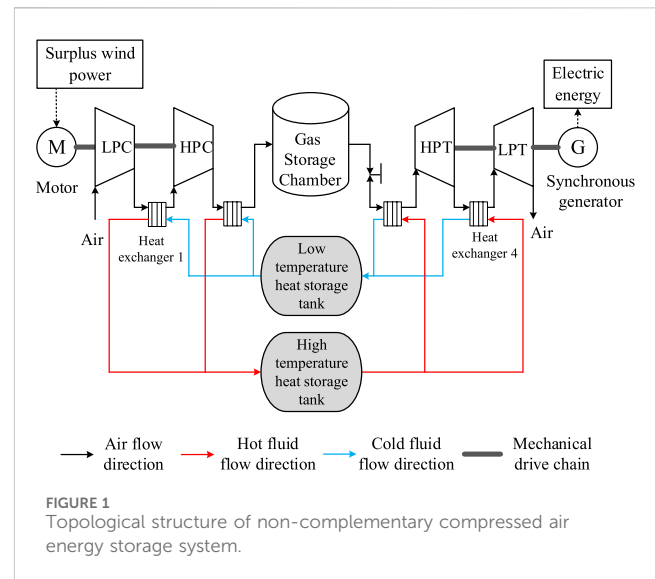 Surplus wind
power
Electric
energy
M
LPC
HPC
Gas
Storage
Chamber
HPT
LPT
G
Motor
Synchronous
generator
Air
Heat
exchanger 1
Heat
exchanger 4
Air
Low
temperature
heat storage
tank
High
temperature
heat storage
tank
Air flow
direction
Hot fluid
flow direction
Cold fluid
flow direction
Mechanical
drive chain
FIGURE 1
Topological structure of non-complementary compressed air
energy storage system.